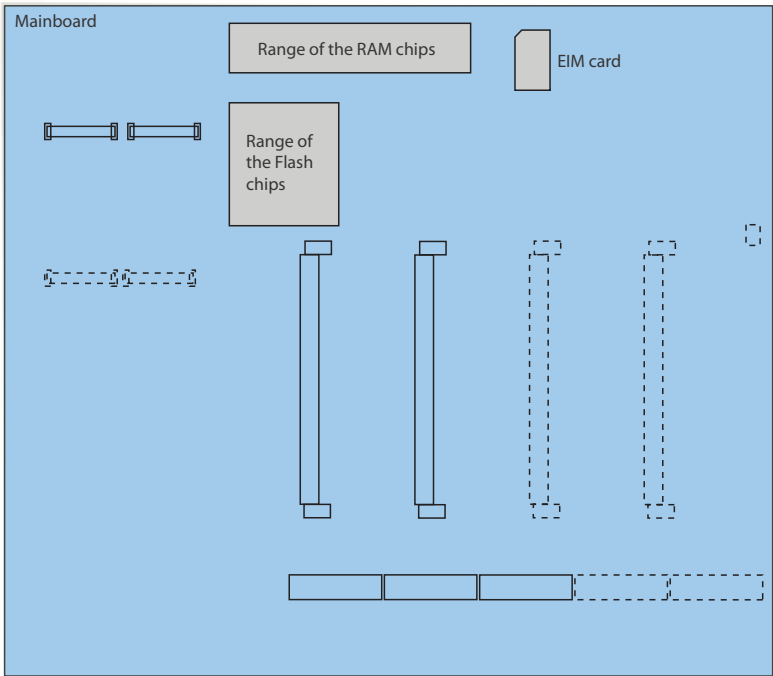 Mainboard
Range of the RAM chips
EIM card
Range of
the Flash
chips